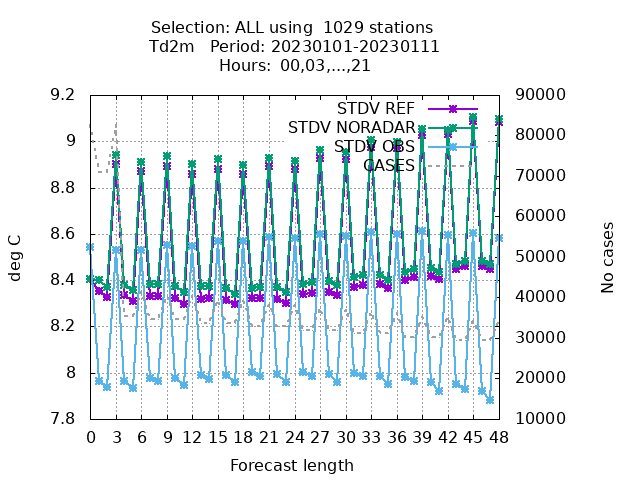 Selection: ALL using  1029 stations
Td2m   Period: 20230101-20230111
Hours:  00,03,...,21
STDV REF
STDV NORADAR
STDV OBS
CASES
deg C
9.2
9
8.8
8.6
8.4
8.2
8
7.8
90000
80000
70000
60000
50000
40000
30000
20000
10000
No cases
0 3 6 9 12 15 18 21 24 27 30 33 36 39 42 45 48
Forecast length